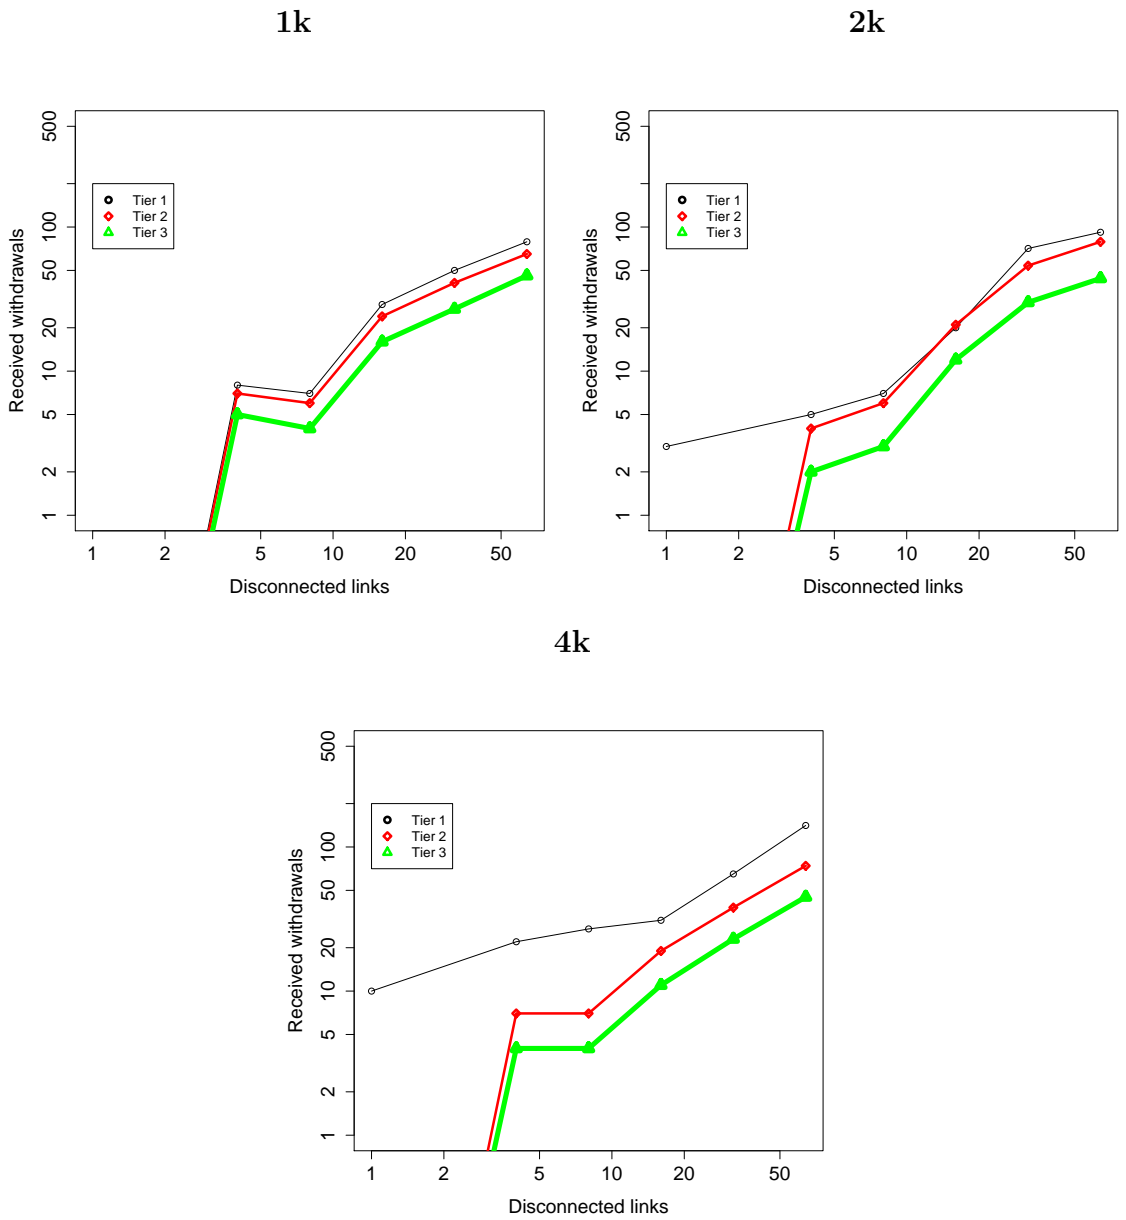 1k
500
100
50
20
10
5
2
1
Received withdrawals
Tier 1
Tier 2
Tier 3
1 2 5 10 20 50
Disconnected links
2k
500
100
50
20
10
5
2
1
Received withdrawals
Tier 1
Tier 2
Tier 3
1 2 5 10 20 50
Disconnected links
4k
500
100
50
20
10
5
2
1
Received withdrawals
Tier 1
Tier 2
Tier 3
1 2 5 10 20 50
Disconnected links